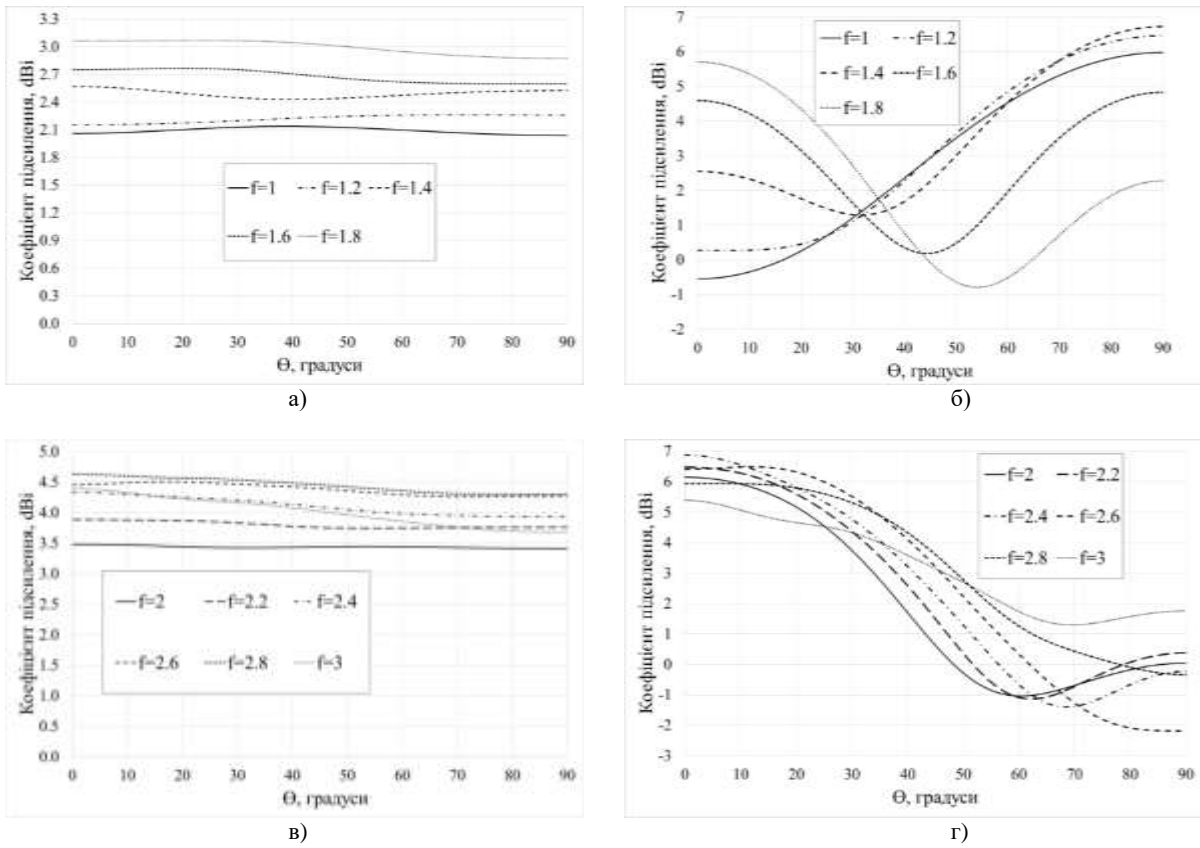 Коефіцієнт підсилення, dBi
3.3
3.0
2.7
2.4
2.1
1.8
1.5
1.2
0.9
0.6
0.3
0.0
f=1 f=1.2 f=1.4
f=1.6 f=1.8
0 10 20 30 40 50 60 70 80 90
Ө, градуси
а)
Коефіцієнт підсилення, dBi
7
6
5
4
3
2
1
0
-1
-2
f=1 f=1.2
f=1.4 f=1.6
f=1.8
0 10 20 30 40 50 60 70 80 90
Ө, градуси
б)
Коефіцієнт підсилення, dBi
5.0
4.5
4.0
3.5
3.0
2.5
2.0
1.5
1.0
0.5
0.0
f=2 f=2.2 f=2.4
f=2.6 f=2.8 f=3
0 10 20 30 40 50 60 70 80 90
Ө, градуси
в)
Коефіцієнт підсилення, dBi
7
6
5
4
3
2
1
0
-1
-2
-3
f=2 f=2.2
f=2.4 f=2.6
f=2.8 f=3
0 10 20 30 40 50 60 70 80 90
Ө, градуси
г)